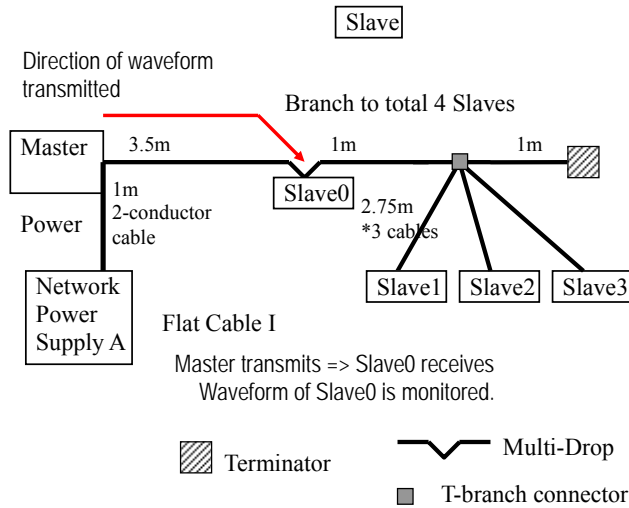 Slave
Direction of waveform
transmitted
Branch to total 4 Slaves
Master
3.5m
1m
1m
Slave0
1m
2-conductor
cable
Power
2.75m
*3 cables
Network
Power
Supply A
Slave1
Slave2
Slave3
Flat Cable I
Master transmits => Slave0 receives
Waveform of Slave0 is monitored.
Terminator
Multi-Drop
T-branch connector